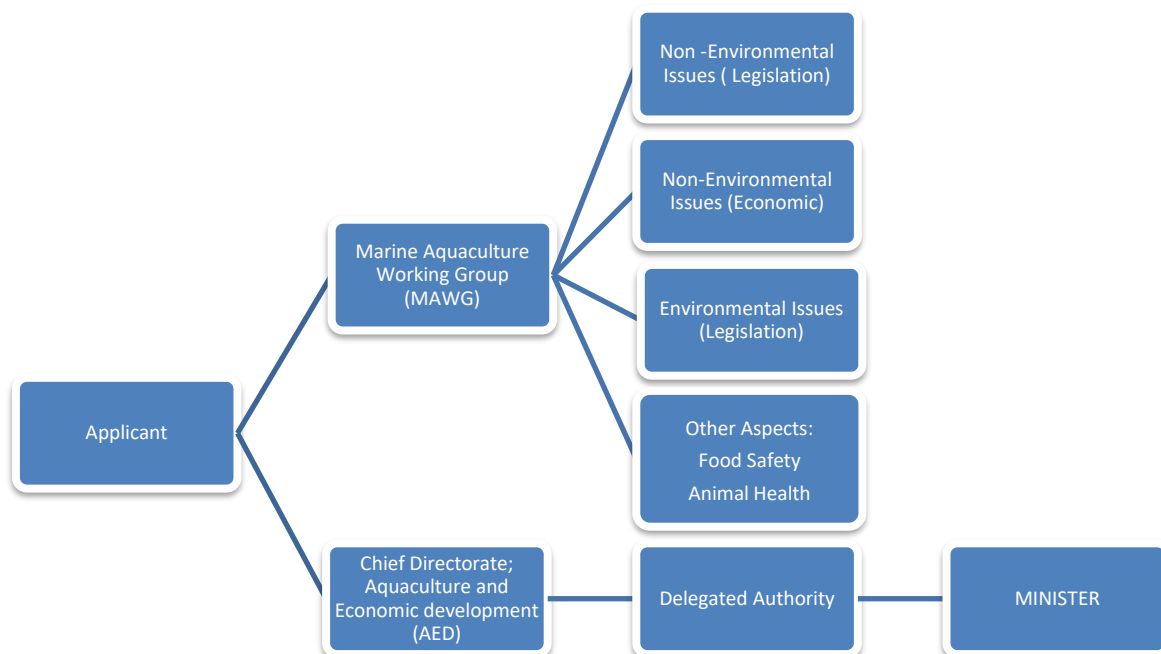 Non -Environmental
Issues ( Legislation)
Non-Environmental
Issues (Economic)
Marine Aquaculture
Working Group
(MAWG)
Environmental Issues
(Legislation)
Applicant
Other Aspects:
Food Safety
Animal Health
Chief Directorate;
Aquaculture and
Economic development
(AED)
Delegated Authority
MINISTER